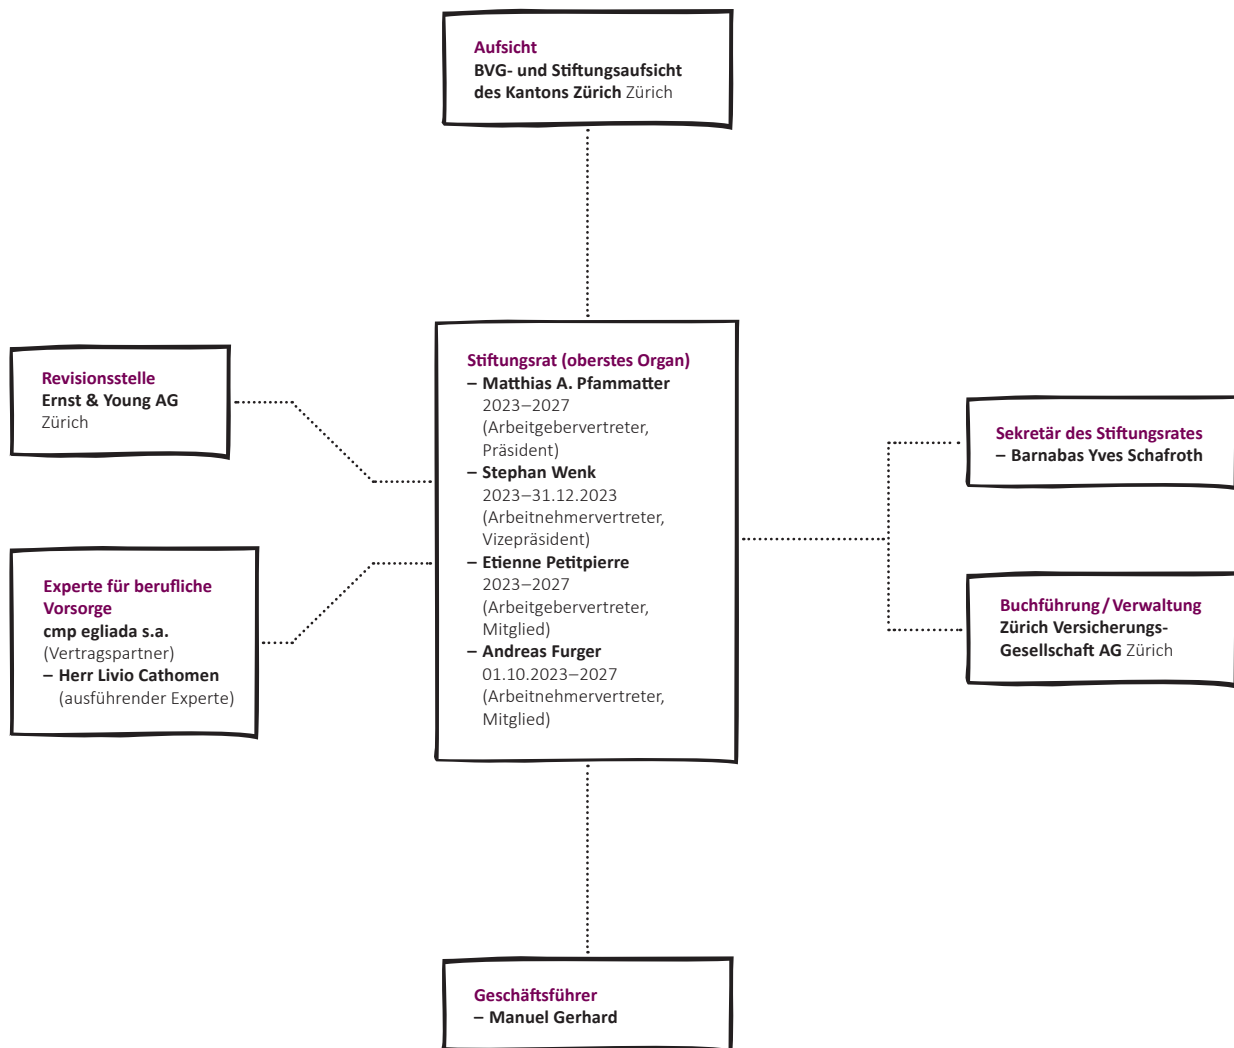 Aufsicht
BVG- und Stiftungsaufsicht
des Kantons Zürich Zürich
Revisionsstelle
Ernst & Young AG
Zürich
Experte für berufliche
Vorsorge
cmp egliada s.a.
(Vertragspartner)
– Herr Livio Cathomen
(ausführender Experte)
Stiftungsrat (oberstes Organ)
– Matthias A. Pfammatter
2023–2027
(Arbeitgebervertreter,
Präsident)
– Stephan Wenk
2023–31.12.2023
(Arbeitnehmervertreter,
Vizepräsident)
– Etienne Petitpierre
2023–2027
(Arbeitgebervertreter,
Mitglied)
– Andreas Furger
01.10.2023–2027
(Arbeitnehmervertreter,
Mitglied)
Sekretär des Stiftungsrates
– Barnabas Yves Schafroth
Buchführung / Verwaltung
Zürich Versicherungs-
Gesellschaft AG Zürich
Geschäftsführer
– Manuel Gerhard